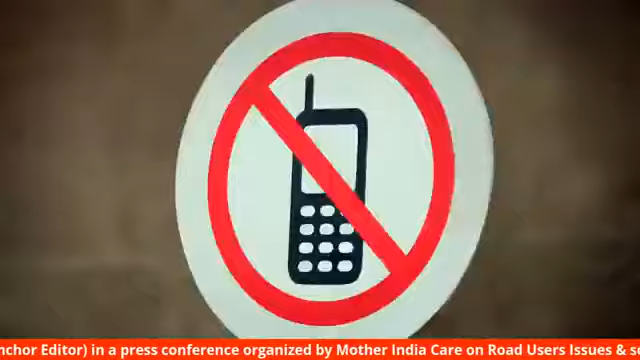 nchor Editor) in a press conference organized by Mother India Care on Road Users Issues & s